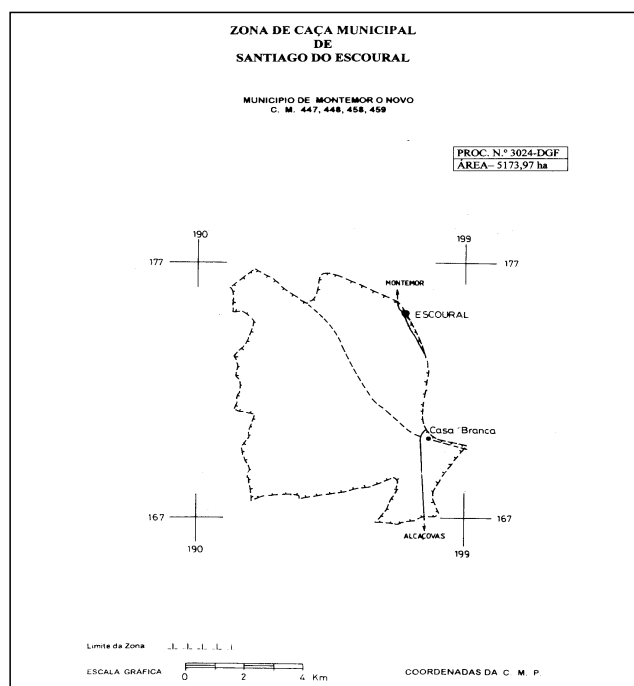 ZONA DE CAÇA MUNICIPAL
DE
SANTIAGO DO ESCOURAL
MUNICIPIO DE MONTEMOR O NOVO
C. M. 447, 448, 458, 459
PROC. N.º 3024-DGF
ÁREA– 5173,97 ha
190
199
177
177
MONTEMOR
ESCOURAL
Casa Branca
167
167
190
199
ALCAÇOVAS
Limite da Zona
ESCALA GRAFICA
0 2 4 Km
COORDENADAS DA C. M. P.